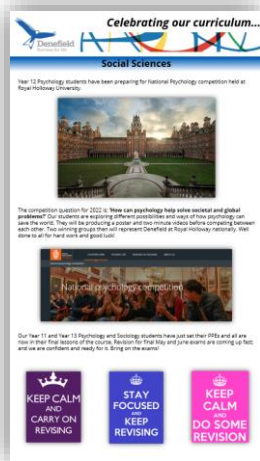 Celebrating our curriculum...
Denefield
Social Sciences
Year 12 Psychology students have been preparing for National Psychology competition held at
Royal Holloway University.
The competition question for 2022 is: 'How can psychology help solve societal and global
problems?' Our students are exploring different possibilities and ways of how psychology can
save the world. They will be producing a poster and two minute videos before competing between
each other. Two winning groups then will represent Denefield at Royal Holloway nationally. Well
done to all for hard work and good luck!
National psychology competition
Our Year 11 and Year 13 Psychology and Sociology students have just set their PPEs and all are
now in their final lessons of the course. Revision for final May and June exams are coming up fast
and we are confident and ready for it. Bring on the exams!
KEEP CALM
AND
CARRY ON
REVISING
STAY
FOCUSED
AND
KEEP
REVISING
KEEP
CALM
AND
DO SOME
REVISION